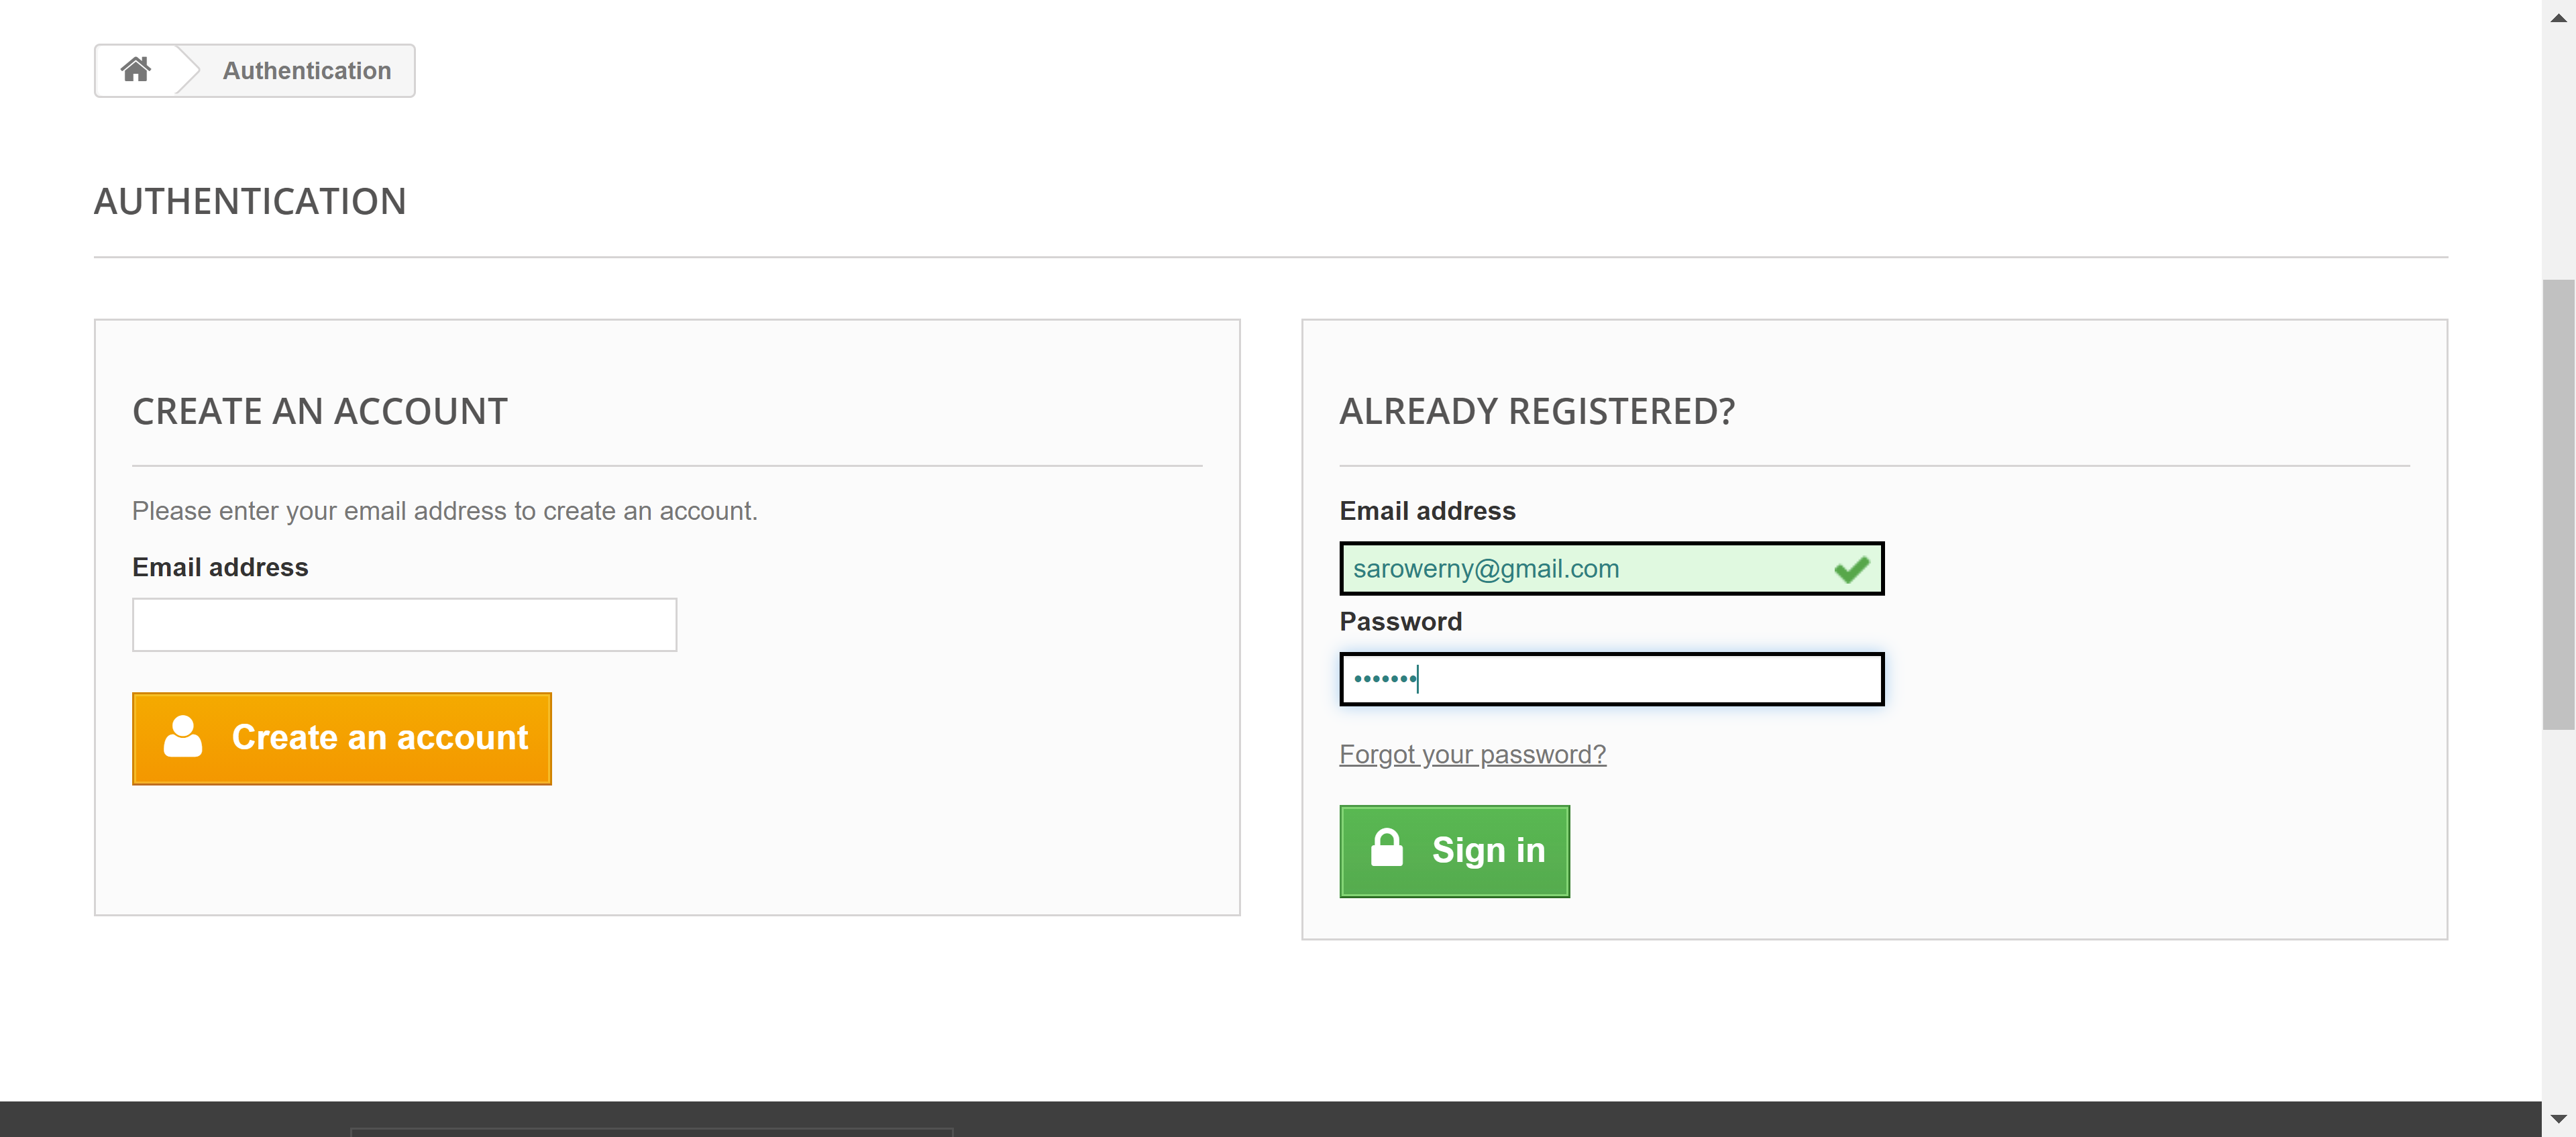 Authentication
AUTHENTICATION
CREATE AN ACCOUNT
Please enter your email address to create an account.
Email address
Create an account
ALREADY REGISTERED?
Email address
sarowerny@gmail.com
Password
•••••••
Forgot your password?
Sign in